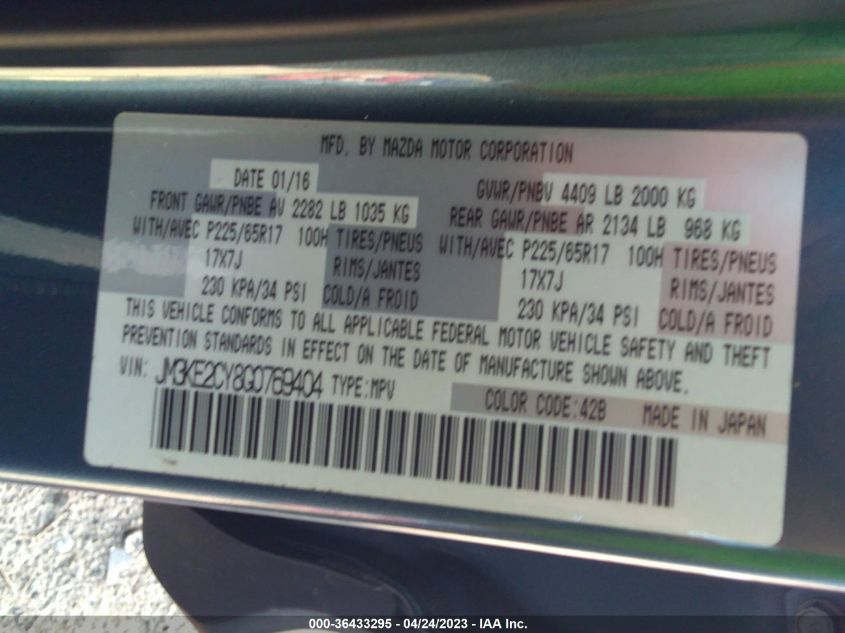 MFD. BY MAZDA MOTOR CORPORATION
DATE 01/16 GVWR/PNBV 4409 LB 2000 KG
FRONT GAWR/PNBE AV 2282 LB 1035 KG REAR GAWR/PNBE AR 2134 LB 968 KG
WITH/AVEC P225/65R17 100H TIRES/PNEUS WITH/AVEC P225/65R17 100H TIRES/PNEUS
17X7J RIMS/JANTES 17X7J RIMS/JANTES
230 KPA/34 PSI COLD/A FROID 230 KPA/34 PSI COLD/A FROID
THIS VEHICLE CONFORMS TO ALL APPLICABLE FEDERAL MOTOR VEHICLE SAFETY AND THEFT
PREVENTION STANDARDS IN EFFECT ON THE DATE OF MANUFACTURE SHOWN ABOVE.
VIN: JM3KE2CY8G0769404 TYPE:MPV
COLOR CODE:42B MADE IN JAPAN
000-36433295 - 04/24/2023 - IAA Inc.